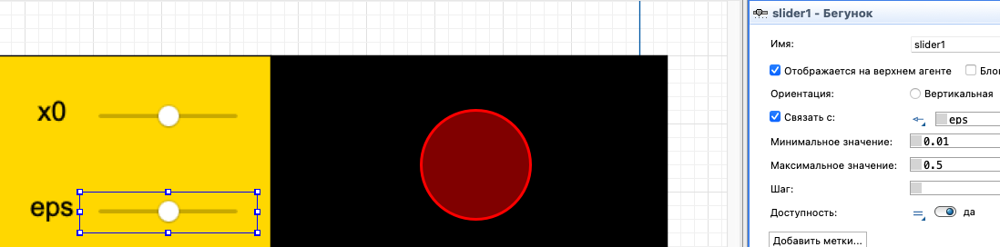 x0
eps
slider1 - Бегунок
Имя:
slider1
Отображается на верхнем агенте
Ориентация:
Вертикальная
Связать с:
eps
Минимальное значение:
0.01
Максимальное значение:
0.5
Шаг:
Доступность:
да
Добавить метки...